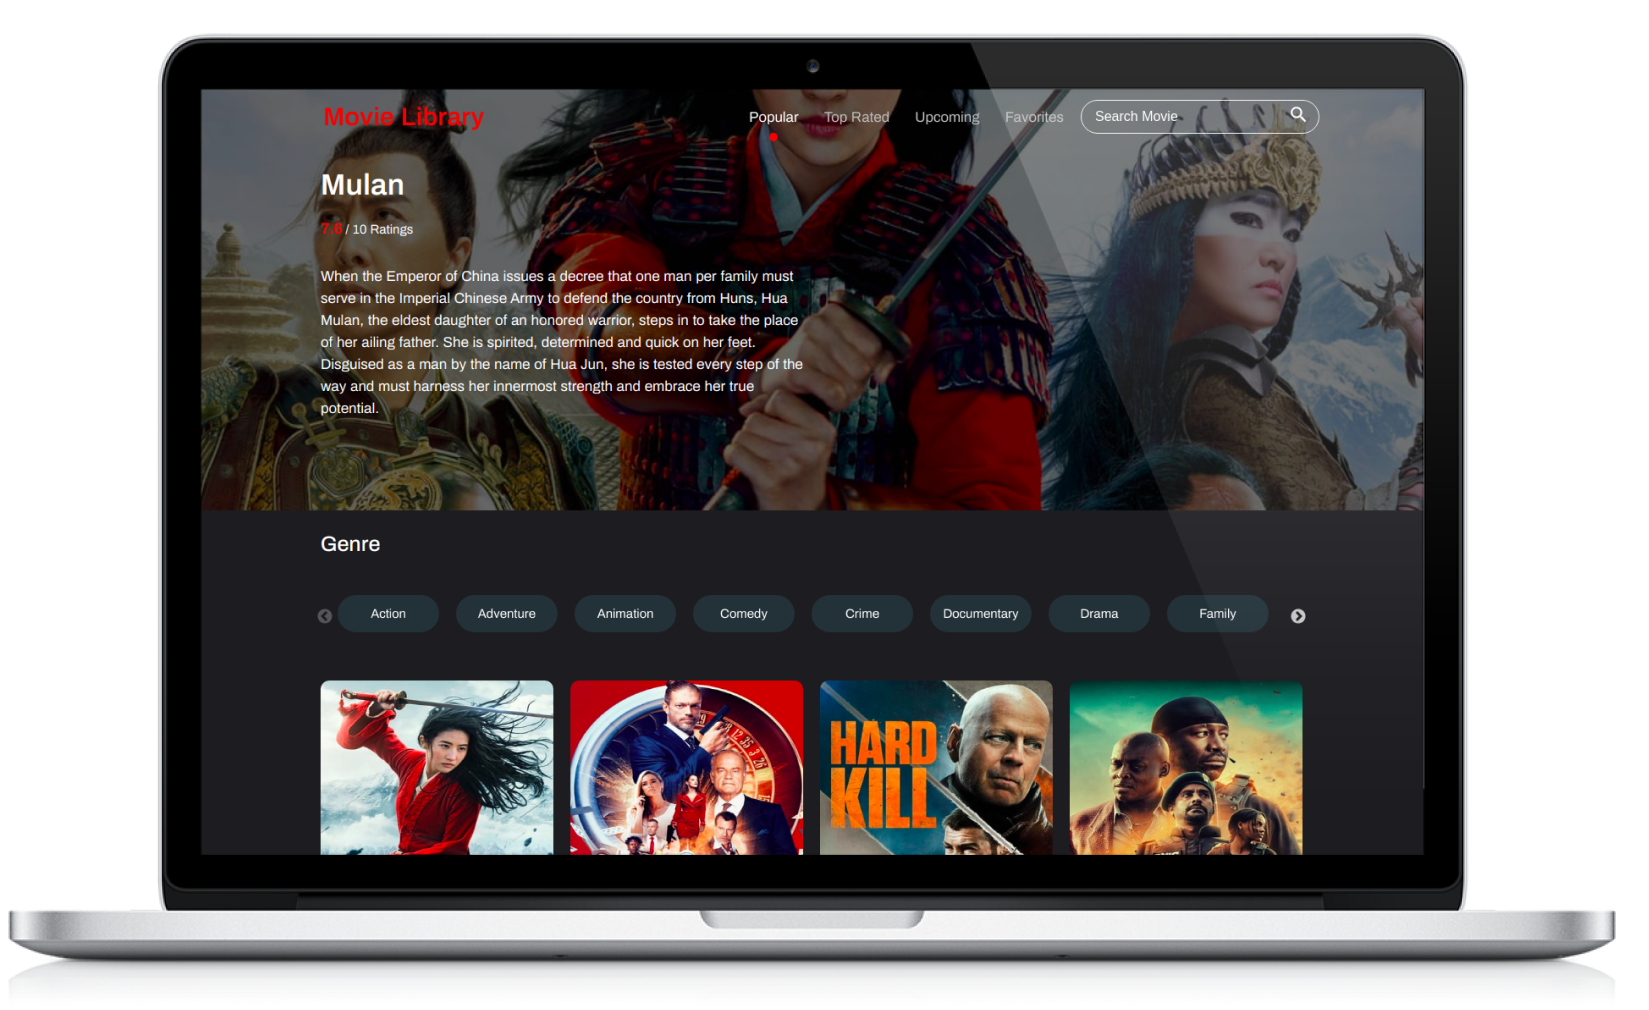 Movie Library
Popular Top Rated Upcoming Favorites Search Movie
Mulan
7.6 / 10 Ratings
When the Emperor of China issues a decree that one man per family must
serve in the Imperial Chinese Army to defend the country from Huns, Hua
Mulan, the eldest daughter of an honored warrior, steps in to take the place
of her ailing father. She is spirited, determined and quick on her feet.
Disguised as a man by the name of Hua Jun, she is tested every step of the
way and must harness her innermost strength and embrace her true
potential.
Genre
Action Adventure Animation Comedy Crime Documentary Drama Family
HARD
KILL